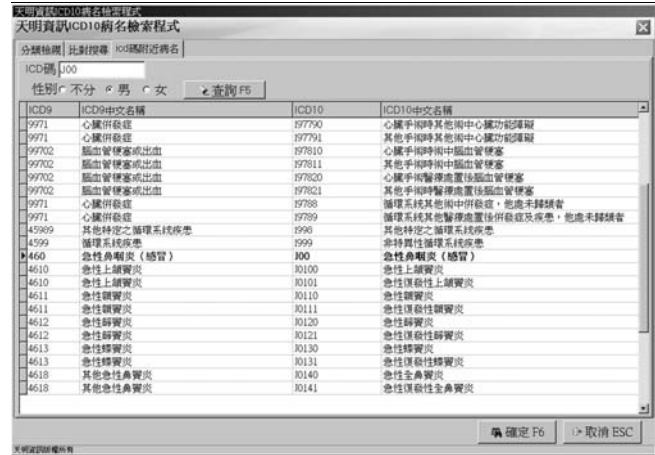 天明資訊ICD10病名檢索程式
天明資訊ICD10病名檢索程式
分類檢視 比對搜尋 icd碼附近病名
ICD碼 J00
性別 不分 男 女 查詢 F5
ICD9 ICD9中文名稱 ICD10 ICD10中文名稱
9971 心臟併發症 I97790 心臟手術時其他術中心臟功能障礙
9971 心臟併發症 I97791 其他手術時其他術中心臟功能障礙
99702 腦血管梗塞或出血 I97810 心臟手術時術中腦血管梗塞
99702 腦血管梗塞或出血 I97811 其他手術時術中腦血管梗塞
99702 腦血管梗塞或出血 I97820 心臟手術醫療處置後腦血管梗塞
99702 腦血管梗塞或出血 I97821 其他手術時醫療處置後腦血管梗塞
9971 心臟併發症 I9788 循環系統其他術中併發症，他處未歸類者
9971 心臟併發症 I9789 循環系統其他醫療處置後併發症及疾患，他處未歸類者
45989 其他特定之循環系統疾患 I998 其他特定之循環系統疾患
4599 循環系統疾患 I999 非特異性循環系統疾患
460 急性鼻咽炎（感冒） J00 急性鼻咽炎（感冒）
4610 急性上頜竇炎 J0100 急性上頜竇炎
4610 急性上頜竇炎 J0101 急性復發性上頜竇炎
4611 急性額竇炎 J0110 急性額竇炎
4611 急性額竇炎 J0111 急性復發性額竇炎
4612 急性篩竇炎 J0120 急性篩竇炎
4612 急性篩竇炎 J0121 急性復發性篩竇炎
4613 急性蝶竇炎 J0130 急性蝶竇炎
4613 急性蝶竇炎 J0131 急性復發性蝶竇炎
4618 其他急性鼻竇炎 J0140 急性全鼻竇炎
4618 其他急性鼻竇炎 J0141 急性復發性全鼻竇炎
確定 F6 取消 ESC
天明資訊版權所有